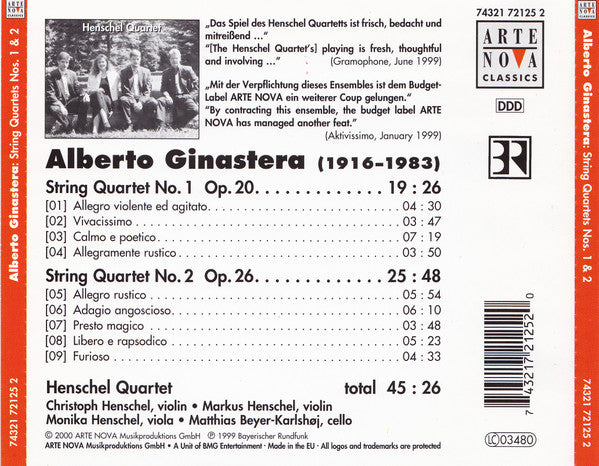 74321 72125 2
Alberto Ginastera: String Quartets Nos. 1 & 2
ARTE
NOVA
Henschel Quartet
„Das Spiel des Henschel Quartetts ist frisch, bedacht und
mitreißend ...“
“[The Henschel Quartet's] playing is fresh, thoughtful
and involving ...“ (Gramophone, June 1999)
„Mit der Verpflichtung dieses Ensembles ist dem Budget-
Label ARTE NOVA ein weiterer Coup gelungen.“
“By contracting this ensemble, the budget label ARTE
NOVA has managed another feat.“
(Aktivissimo, January 1999)
74321 72125 2
ARTE
NOVA
CLASSICS
DDD
BR
Alberto Ginastera (1916–1983)
String Quartet No. 1 Op. 20. . . . . . . . . . . . . 19 : 26
[01] Allegro violente ed agitato. . . . . . . . . . . . . 04 : 30
[02] Vivacissimo . . . . . . . . . . . . . 03 : 47
[03] Calmo e poetico. . . . . . . . . . . . . 07 : 19
[04] Allegramente rustico . . . . . . . . . . . . . 03 : 50
String Quartet No. 2 Op. 26. . . . . . . . . . . . . 25 : 48
[05] Allegro rustico . . . . . . . . . . . . . 05 : 54
[06] Adagio angoscioso . . . . . . . . . . . . . 06 : 10
[07] Presto magico . . . . . . . . . . . . . 03 : 48
[08] Libero e rapsodico . . . . . . . . . . . . . 05 : 23
[09] Furioso . . . . . . . . . . . . . 04 : 33
Henschel Quartet total 45 : 26
Christoph Henschel, violin • Markus Henschel, violin
Monika Henschel, viola • Matthias Beyer-Karlshøj, cello
© 2000 ARTE NOVA Musikproduktions GmbH ℗ 1999 Bayerischer Rundfunk
ARTE NOVA Musikproduktions GmbH • A Unit of BMG Entertainment • Made in the EU • All logos and trademarks are protected
7 43217 21252 0
LC 03480
ARTE
NOVA
Alberto Ginastera: String Quartets Nos. 1 & 2
74321 72125 2